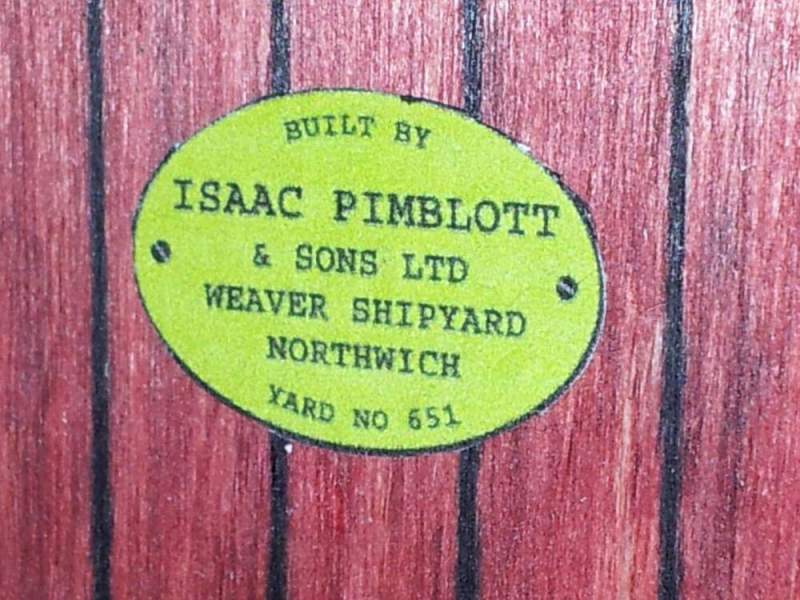 BUILT BY
ISAAC PIMBLOTT
& SONS LTD
WEAVER SHIPYARD
NORTHWICH
YARD NO 651